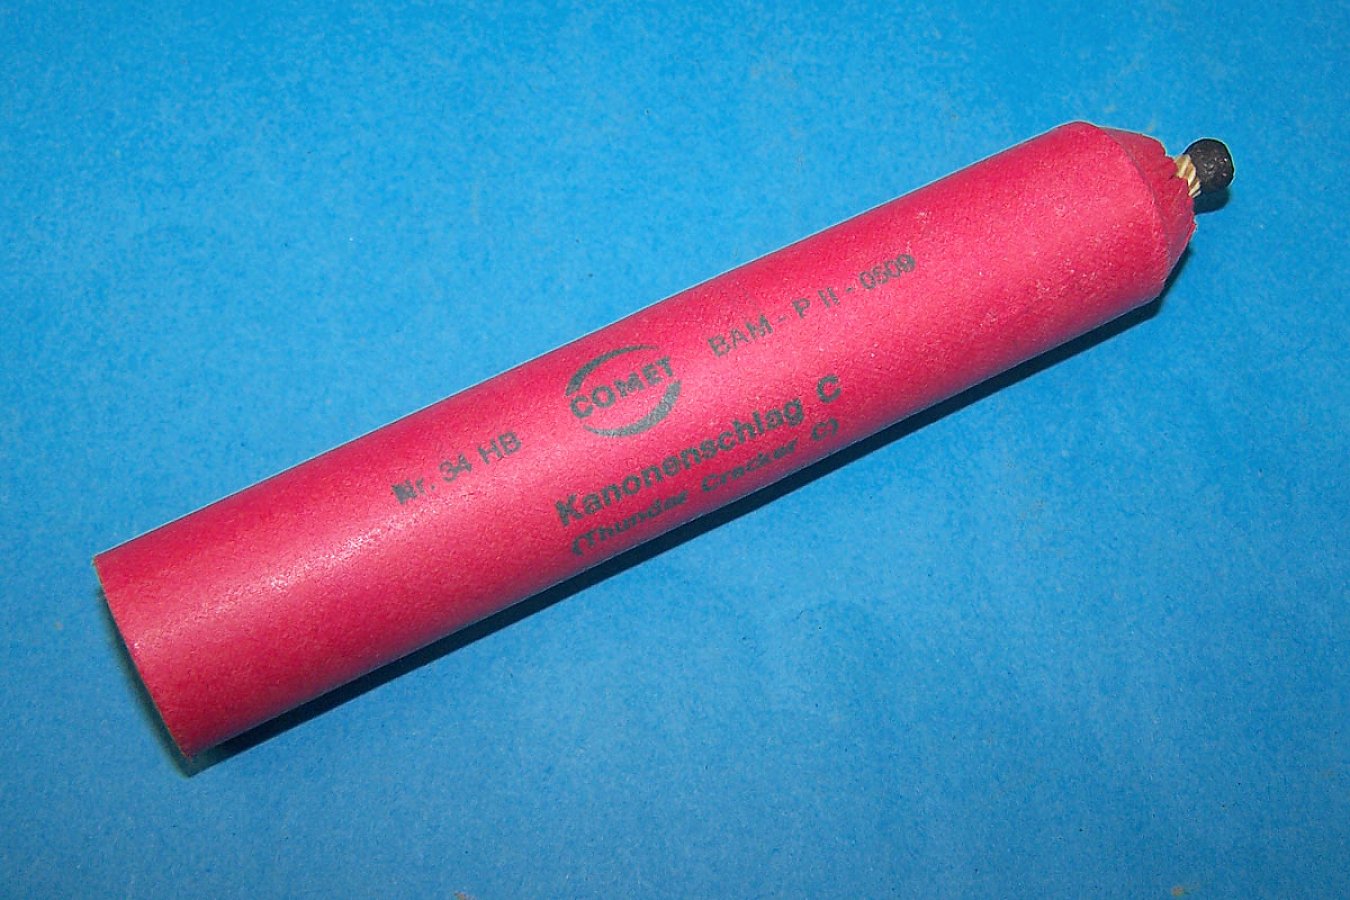 Nr. 34 HB
COMET
BAM - P II - 0509
Kanonenschlag C
(Thunder Cracker C)